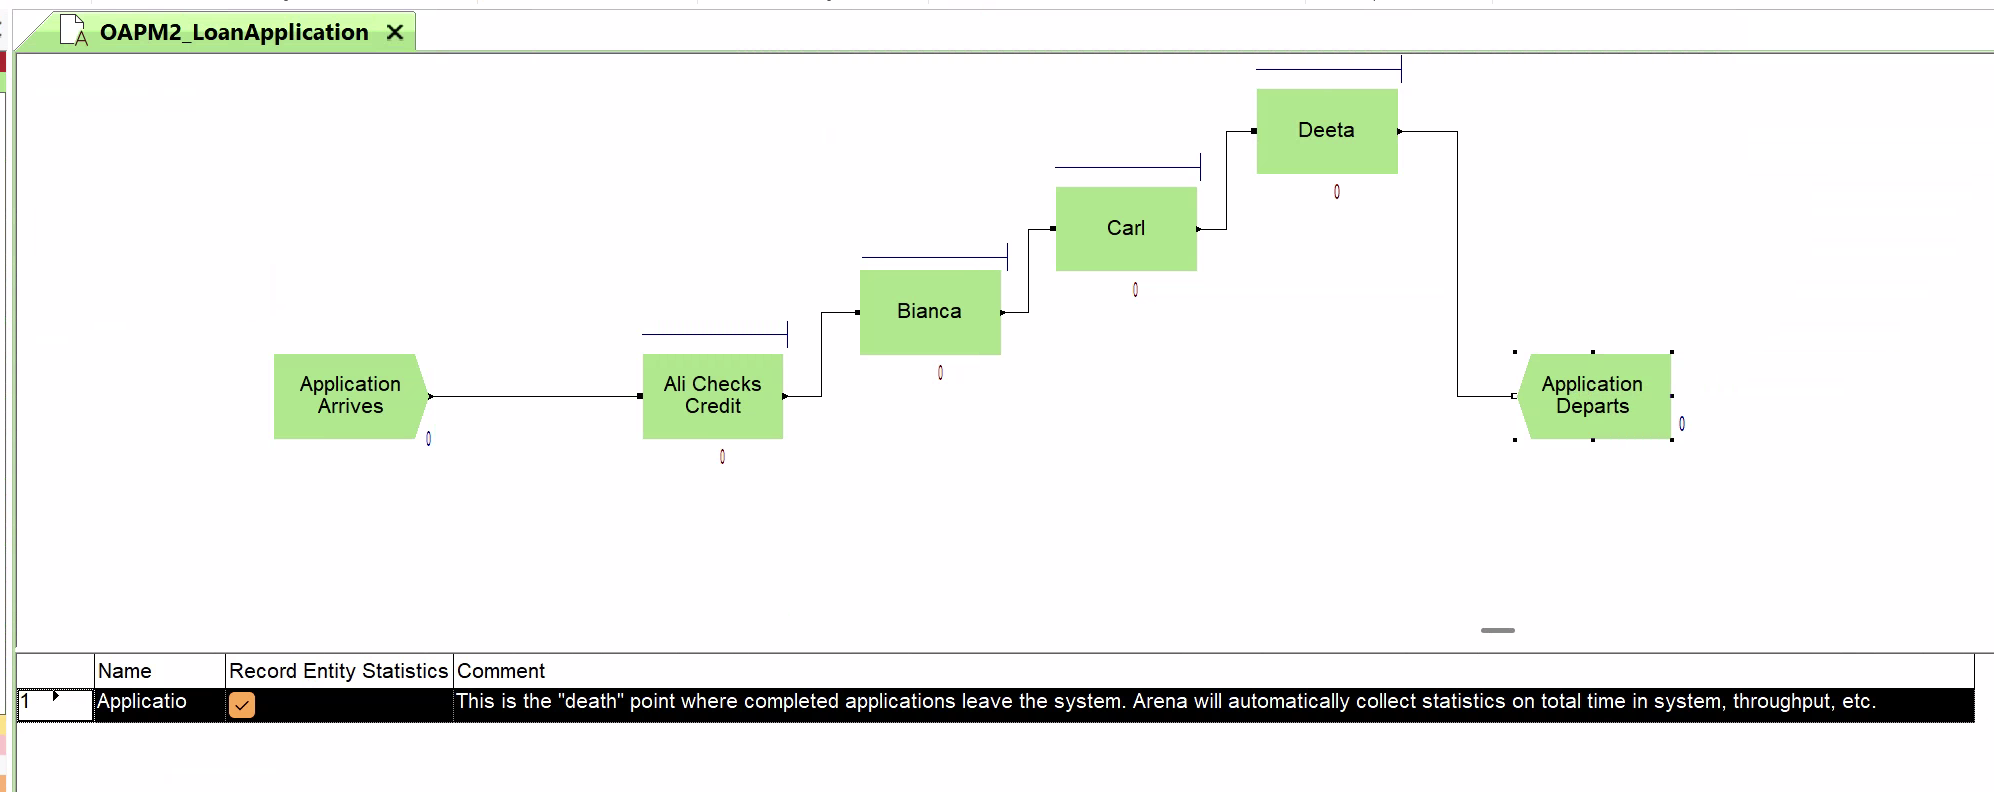 OAPM2_LoanApplication
Deeta
0
Carl
0
Bianca
0
Application
Arrives
0
Ali Checks
Credit
0
Application
Departs
0
Name Record Entity Statistics Comment
1 Applicatio This is the "death" point where completed applications leave the system. Arena will automatically collect statistics on total time in system, throughput, etc.